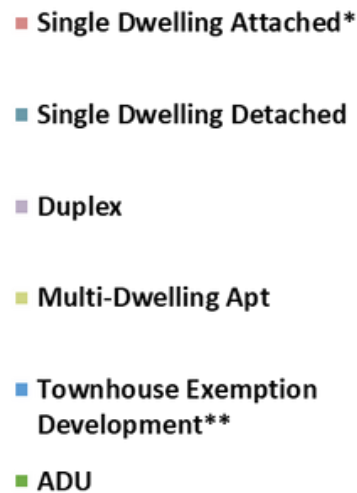 Single Dwelling Attached*
Single Dwelling Detached
Duplex
Multi-Dwelling Apt
Townhouse Exemption
Development**
ADU